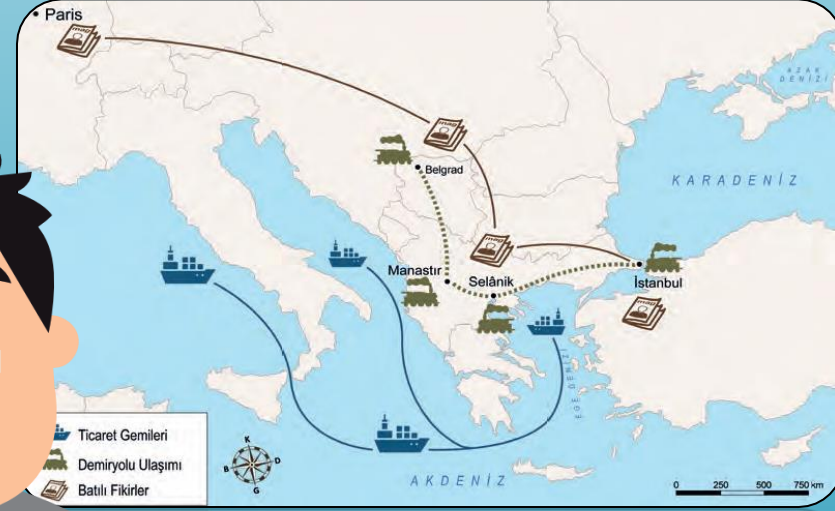 Paris
Belgrad
Manastır
Selânik
İstanbul
KARADENİZ
AZAK
DENİZİ
EGE DENİZİ
AKDENİZ
Ticaret Gemileri
Demiryolu Ulaşımı
Batılı Fikirler
K
B
D
G
0 250 500 750 km